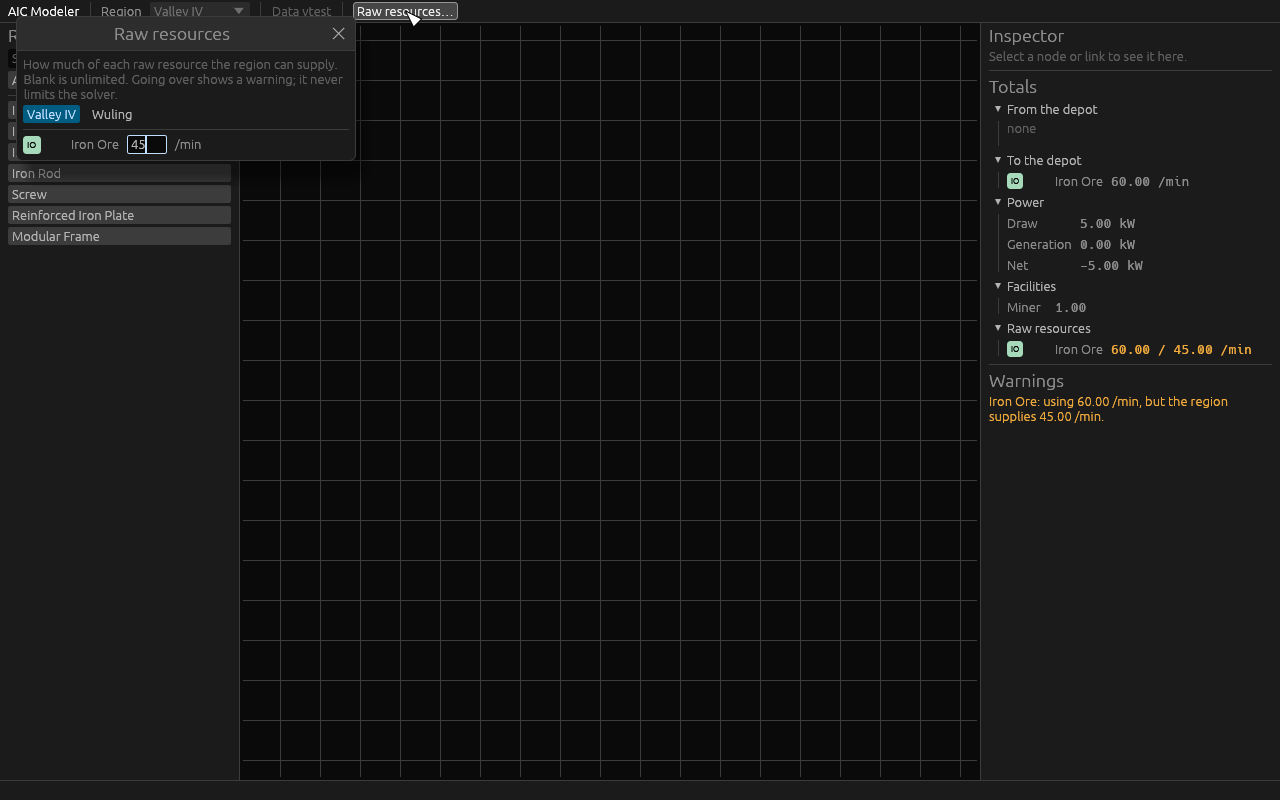 AIC Modeler
Region
Valley IV
Data vtest
Raw resources…
Raw resources
How much of each raw resource the region can supply.
Blank is unlimited. Going over shows a warning; it never
limits the solver.
Valley IV
Wuling
IO
Iron Ore
45
/min
Iron Rod
Screw
Reinforced Iron Plate
Modular Frame
Inspector
Select a node or link to see it here.
Totals
From the depot
none
To the depot
IO
Iron Ore 60.00 /min
Power
Draw 5.00 kW
Generation 0.00 kW
Net −5.00 kW
Facilities
Miner 1.00
Raw resources
IO
Iron Ore 60.00 / 45.00 /min
Warnings
Iron Ore: using 60.00 /min, but the region
supplies 45.00 /min.